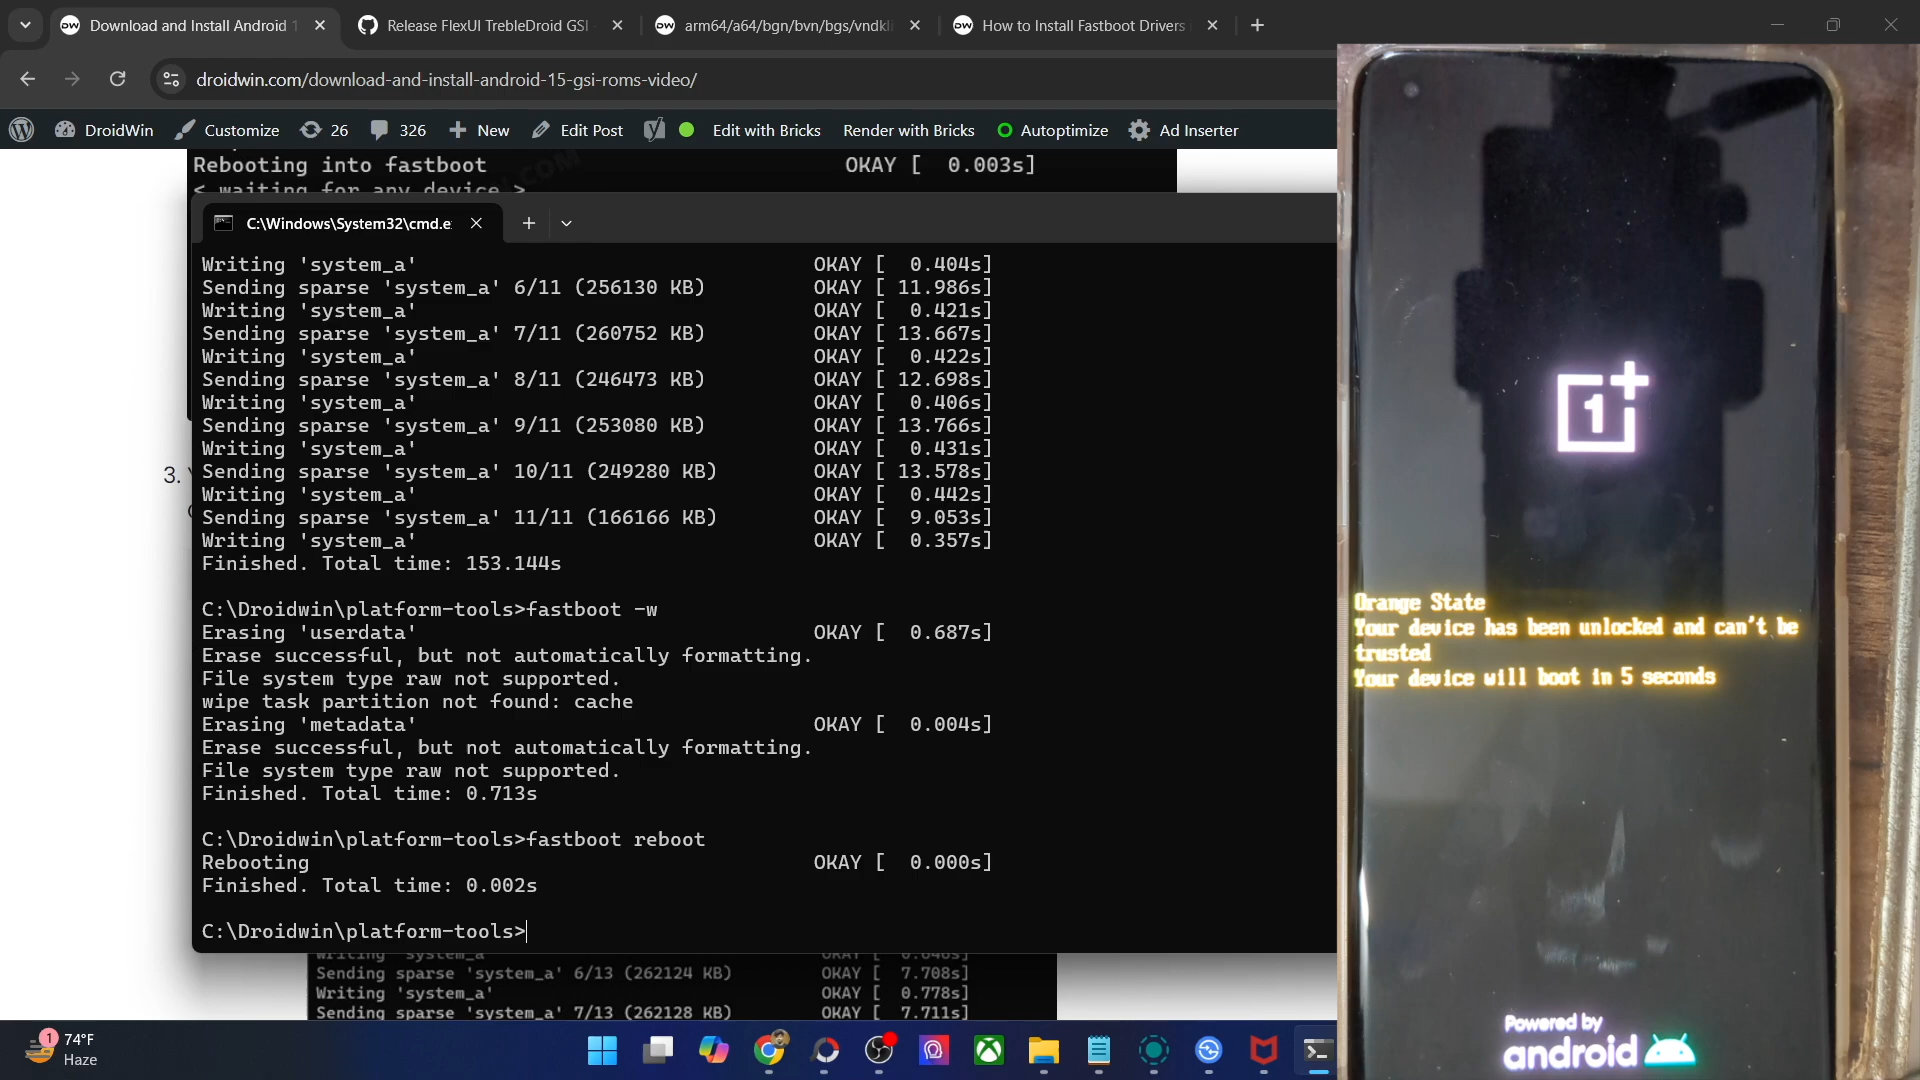 Download and Install Android 1
Release FlexUI TrebleDroid GSI
arm64/a64/bgn/bvn/bgs/vndkli
How to Install Fastboot Drivers
droidwin.com/download-and-install-android-15-gsi-roms-video/
DroidWin Customize 26 326 New Edit Post Edit with Bricks Render with Bricks Autoptimize Ad Inserter
Rebooting into fastboot OKAY [ 0.003s]
< waiting for any device >
C:\Windows\System32\cmd.e
Writing 'system_a' OKAY [ 0.404s]
Sending sparse 'system_a' 6/11 (256130 KB) OKAY [ 11.986s]
Writing 'system_a' OKAY [ 0.421s]
Sending sparse 'system_a' 7/11 (260752 KB) OKAY [ 13.667s]
Writing 'system_a' OKAY [ 0.422s]
Sending sparse 'system_a' 8/11 (246473 KB) OKAY [ 12.698s]
Writing 'system_a' OKAY [ 0.406s]
Sending sparse 'system_a' 9/11 (253080 KB) OKAY [ 13.766s]
Writing 'system_a' OKAY [ 0.431s]
Sending sparse 'system_a' 10/11 (249280 KB) OKAY [ 13.578s]
Writing 'system_a' OKAY [ 0.442s]
Sending sparse 'system_a' 11/11 (166166 KB) OKAY [ 9.053s]
Writing 'system_a' OKAY [ 0.357s]
Finished. Total time: 153.144s
C:\Droidwin\platform-tools>fastboot -w
Erasing 'userdata' OKAY [ 0.687s]
Erase successful, but not automatically formatting.
File system type raw not supported.
wipe task partition not found: cache
Erasing 'metadata' OKAY [ 0.004s]
Erase successful, but not automatically formatting.
File system type raw not supported.
Finished. Total time: 0.713s
C:\Droidwin\platform-tools>fastboot reboot
Rebooting OKAY [ 0.000s]
Finished. Total time: 0.002s
C:\Droidwin\platform-tools>
3.
Sending sparse 'system_a' 6/13 (262124 KB) OKAY [ 7.708s]
Writing 'system_a' OKAY [ 0.778s]
Sending sparse 'system_a' 7/13 (262128 KB) OKAY [ 7.711s]
1
74°F
Haze
1+
Orange State
Your device has been unlocked and can't be
trusted
Your device will boot in 5 seconds
Powered by
android